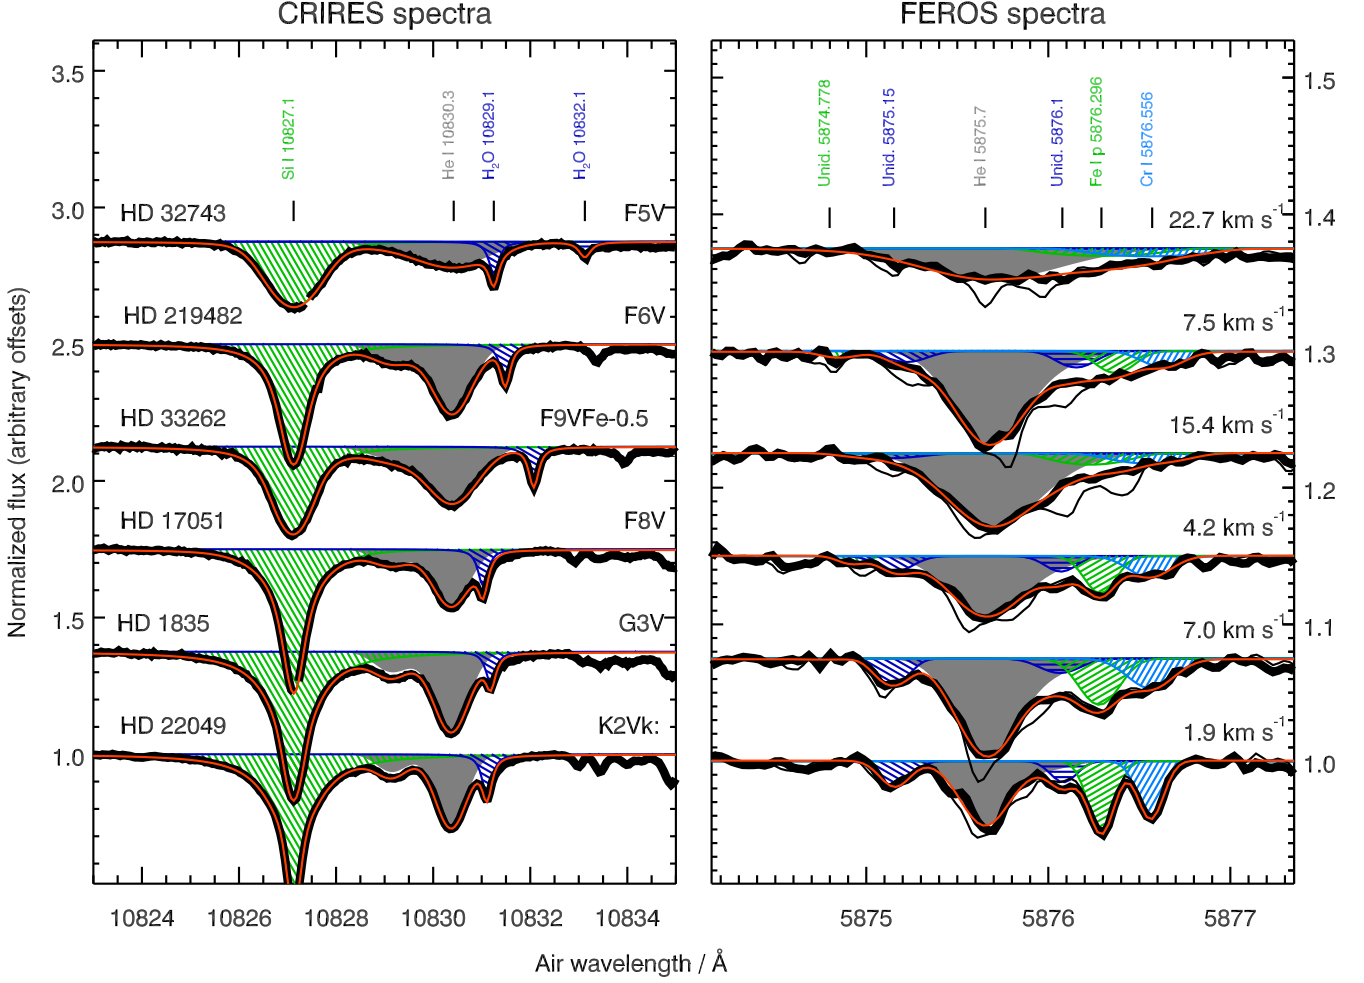 CRIRES spectra
FEROS spectra
Si I 10827.1
He I 10830.3
H₂O 10829.1
H₂O 10832.1
Unid. 5874.778
Unid. 5875.15
He I 5875.7
Unid. 5876.1
Fe I p 5876.296
Cr I 5876.556
HD 32743
F5V
22.7 km s⁻¹
HD 219482
F6V
7.5 km s⁻¹
HD 33262
F9VFe-0.5
15.4 km s⁻¹
HD 17051
F8V
4.2 km s⁻¹
HD 1835
G3V
7.0 km s⁻¹
HD 22049
K2Vk:
1.9 km s⁻¹
Normalized flux (arbitrary offsets)
3.5
3.0
2.5
2.0
1.5
1.0
1.5
1.4
1.3
1.2
1.1
1.0
10824 10826 10828 10830 10832 10834
5875 5876 5877
Air wavelength / Å